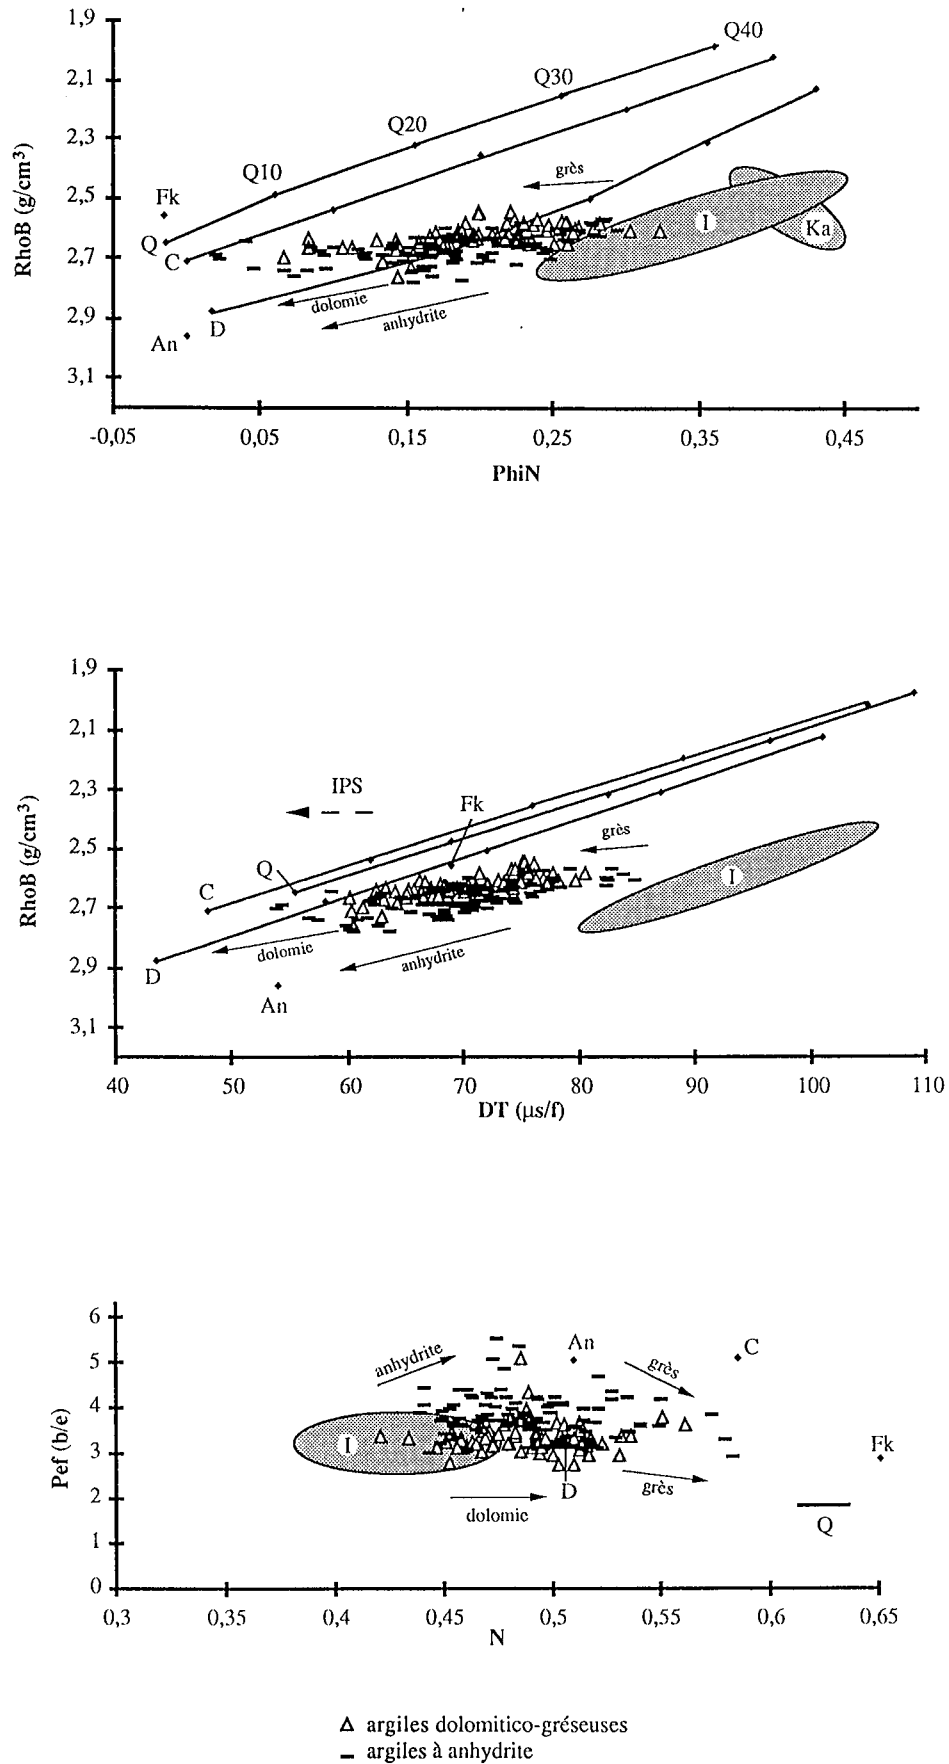 1,9
Q40
2,1
Q30
Q20
2,3
RhoB (g/cm³)
Q10
grès
2,5
Fk
I
Ka
Q
2,7
C
dolomie
2,9
D
anhydrite
An
3,1
-0,05
0,05
0,15
0,25
0,35
0,45
PhiN
1,9
2,1
IPS
2,3
Fk
RhoB (g/cm³)
grès
2,5
Q
I
C
2,7
dolomie
anhydrite
2,9
D
An
3,1
40
50
60
70
80
90
100
110
DT (µs/f)
6
An
C
anhydrite
grès
5
4
Pef (b/e)
I
Fk
3
D
grès
2
dolomie
Q
1
0
0,3
0,35
0,4
0,45
0,5
0,55
0,6
0,65
N
argiles dolomitico-gréseuses
argiles à anhydrite